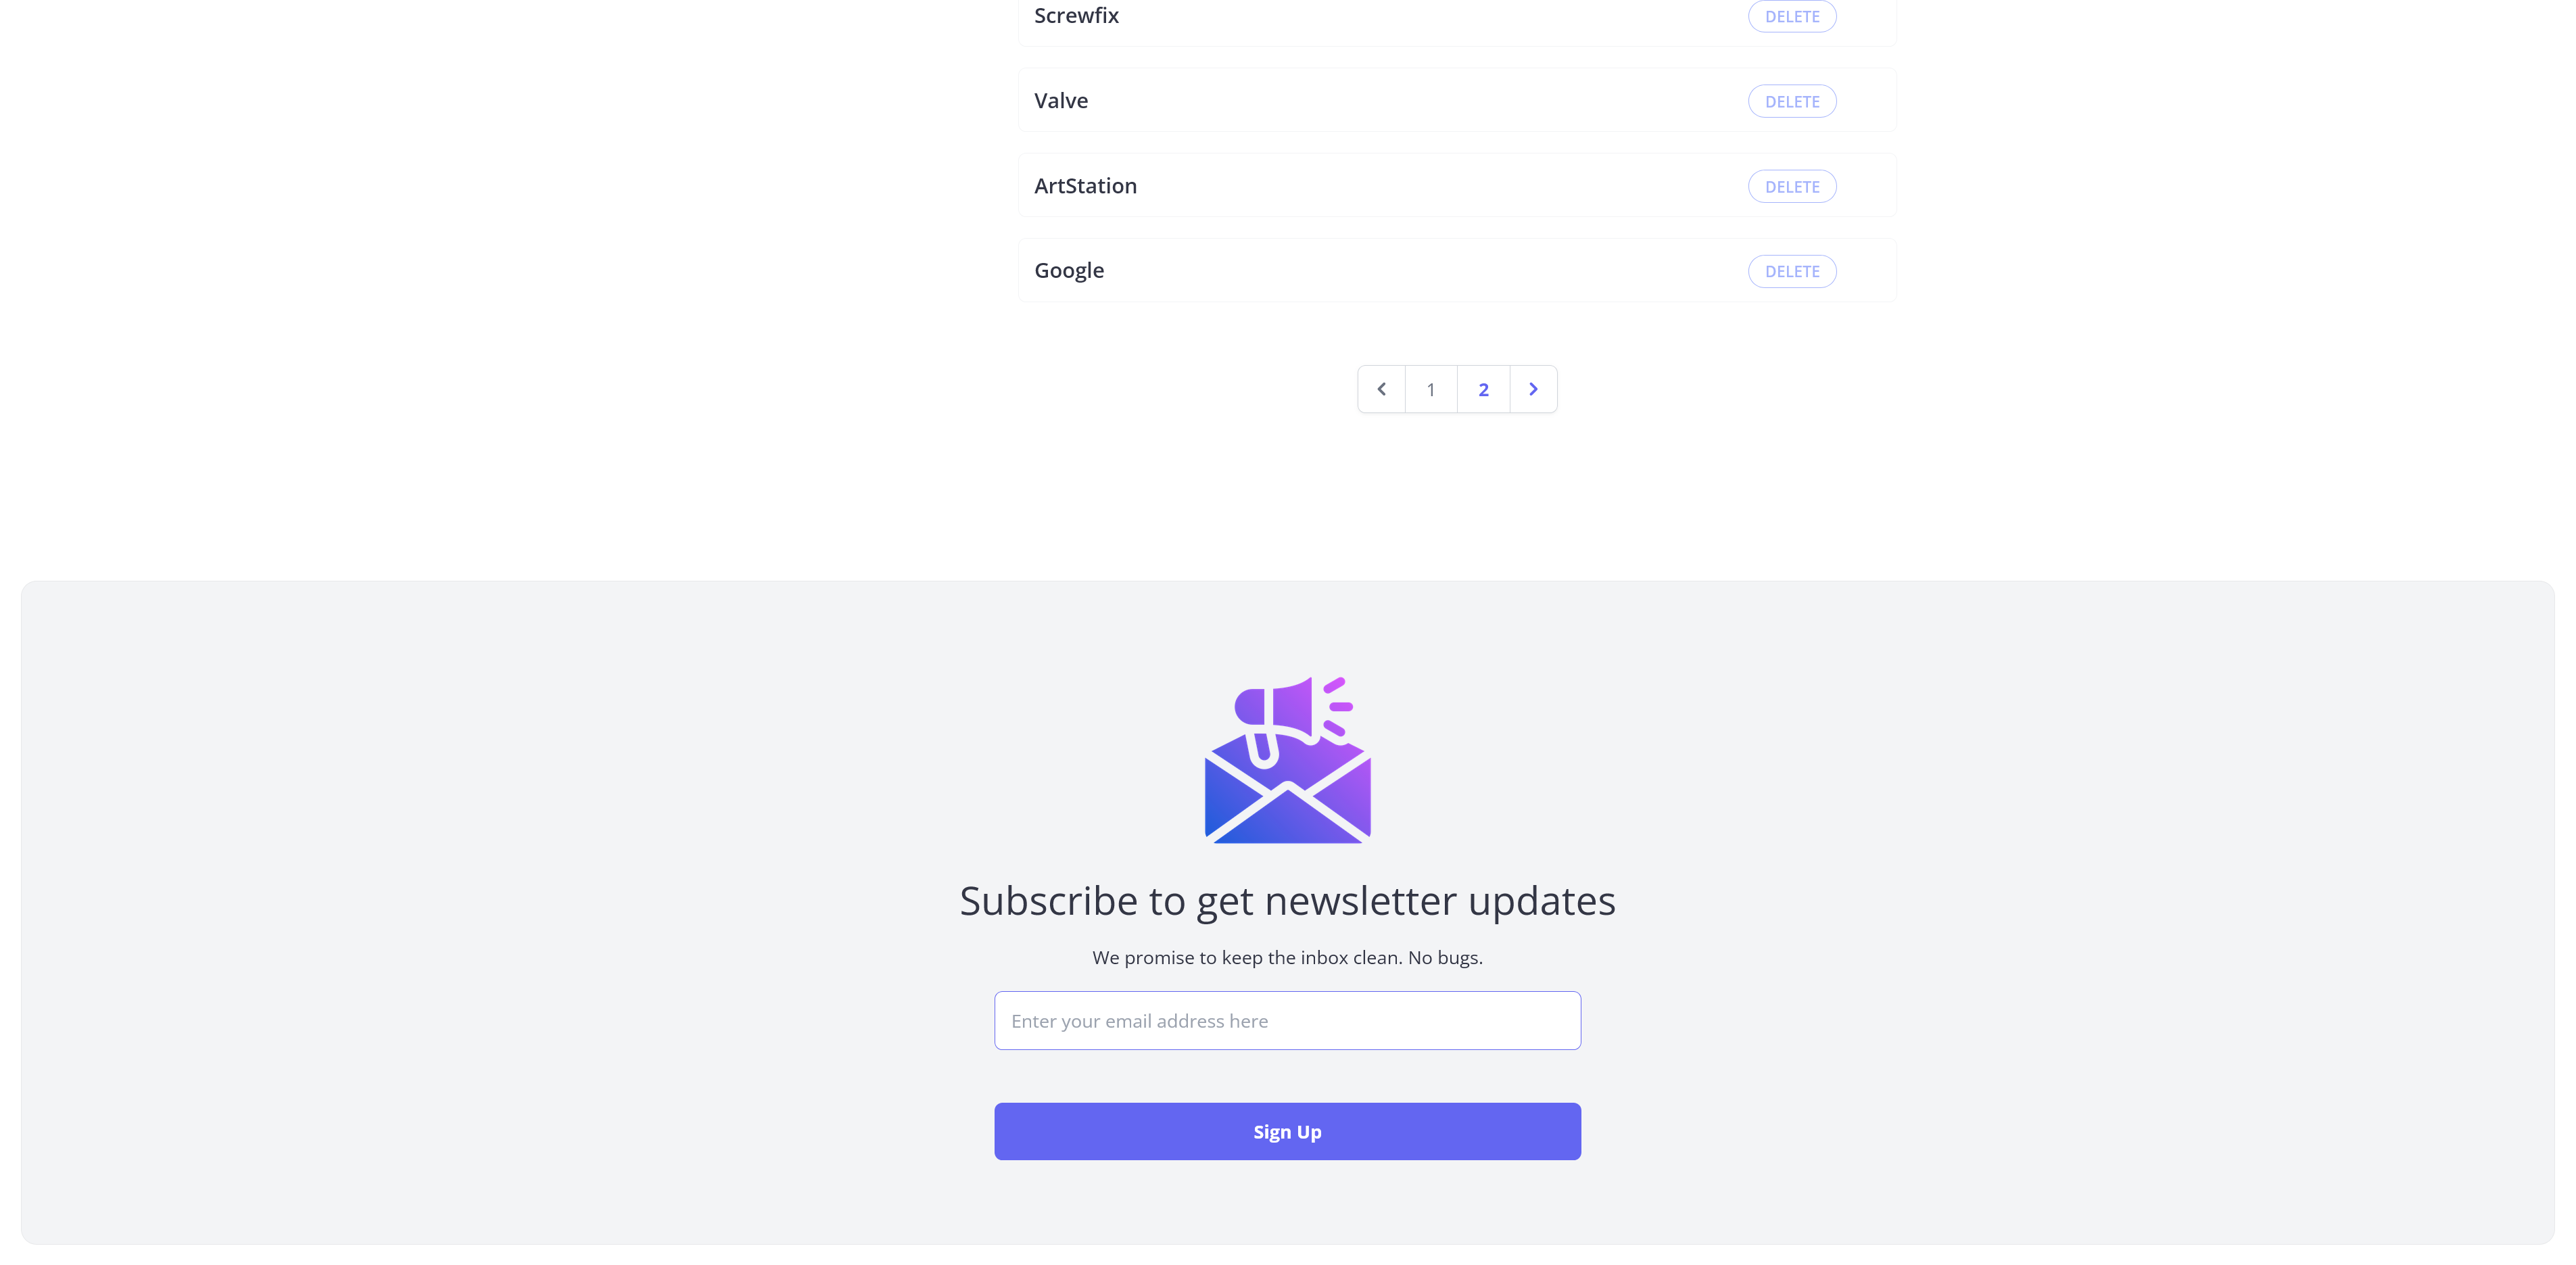 Screwfix DELETE
Valve DELETE
ArtStation DELETE
Google DELETE
1 2
Subscribe to get newsletter updates
We promise to keep the inbox clean. No bugs.
Enter your email address here
Sign Up